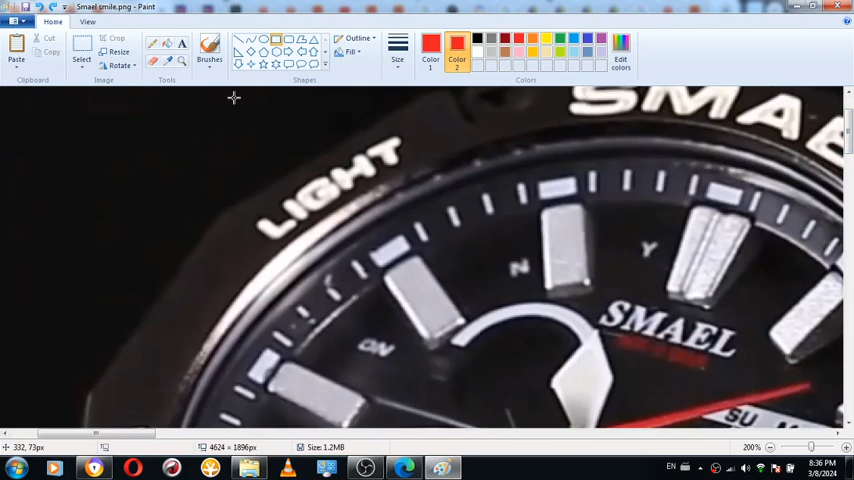 Smael smile.png - Paint
Home
View
Paste
Cut
Copy
Clipboard
Select
Crop
Resize
Rotate
Image
Tools
Brushes
Outline
Fill
Shapes
Size
Color 1
Color 2
Edit colors
Colors
LIGHT
SMAE
N
Y
ON
SMAEL
SU
332, 73px
4624 × 1896px
Size: 1.2MB
200%
EN
8:36 PM
3/8/2024